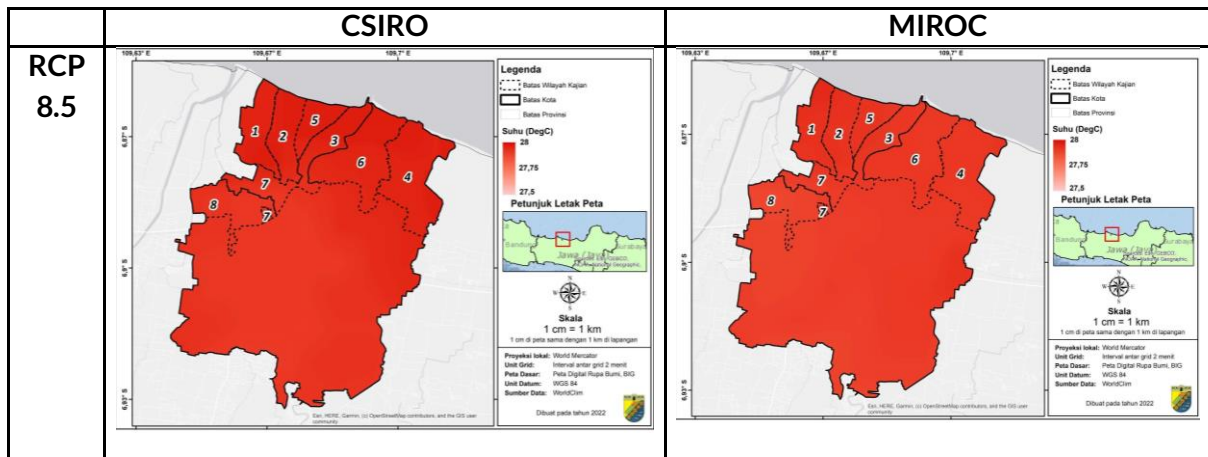 CSIRO
MIROC
RCP
8.5
109,63° E
109,67° E
109,7° E
6,87° S
6,9° S
6,93° S
1
2
5
3
6
4
7
8
7
Legenda
Batas Wilayah Kajian
Batas Kota
Batas Provinsi
Suhu (DegC)
28
27,75
27,5
Petunjuk Letak Peta
Bandung
Surabaya
Jawa / Java
National Geographic,
N
W E
S
Skala
1 cm = 1 km
1 cm di peta sama dengan 1 km di lapangan
Proyeksi lokal: World Mercator
Unit Grid: Interval antar grid 2 menit
Peta Dasar: Peta Digital Rupa Bumi, BIG
Unit Datum: WGS 84
Sumber Data: WorldClim
Dibuat pada tahun 2022
Esri, HERE, Garmin, (c) OpenStreetMap contributors, and the GIS user
community
109,63° E
109,67° E
109,7° E
6,87° S
6,9° S
6,93° S
1
2
5
3
6
4
7
8
7
Legenda
Batas Wilayah Kajian
Batas Kota
Batas Provinsi
Suhu (DegC)
28
27,75
27,5
Petunjuk Letak Peta
Bandung
Surabaya
Jawa / Java
National Geographic,
N
W E
S
Skala
1 cm = 1 km
1 cm di peta sama dengan 1 km di lapangan
Proyeksi lokal: World Mercator
Unit Grid: Interval antar grid 2 menit
Peta Dasar: Peta Digital Rupa Bumi, BIG
Unit Datum: WGS 84
Sumber Data: WorldClim
Dibuat pada tahun 2022
Esri, HERE, Garmin, (c) OpenStreetMap contributors, and the GIS user
community